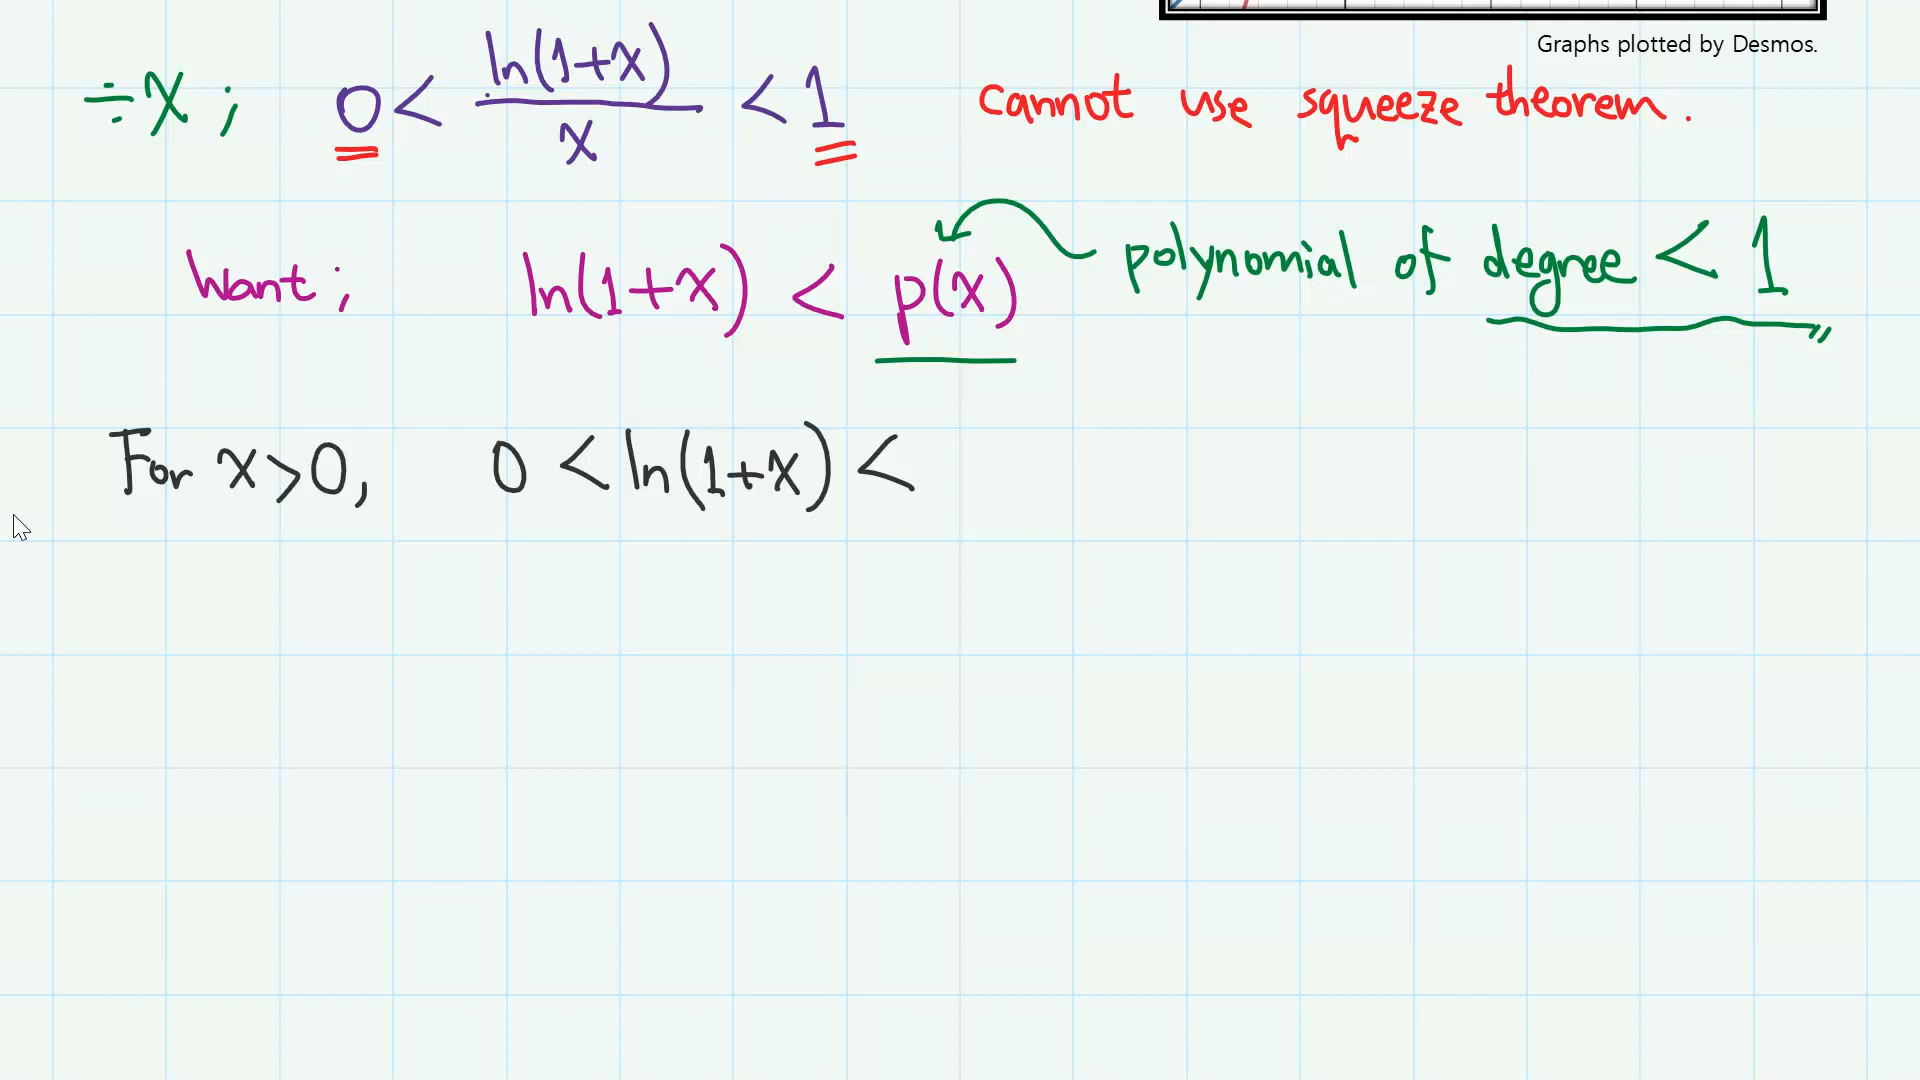 Graphs plotted by Desmos.
÷x ; 0 < ln(1+x)/x < 1 cannot use squeeze theorem.
Want ; ln(1+x) < p(x) polynomial of degree < 1
For x>0, 0 < ln(1+x) <